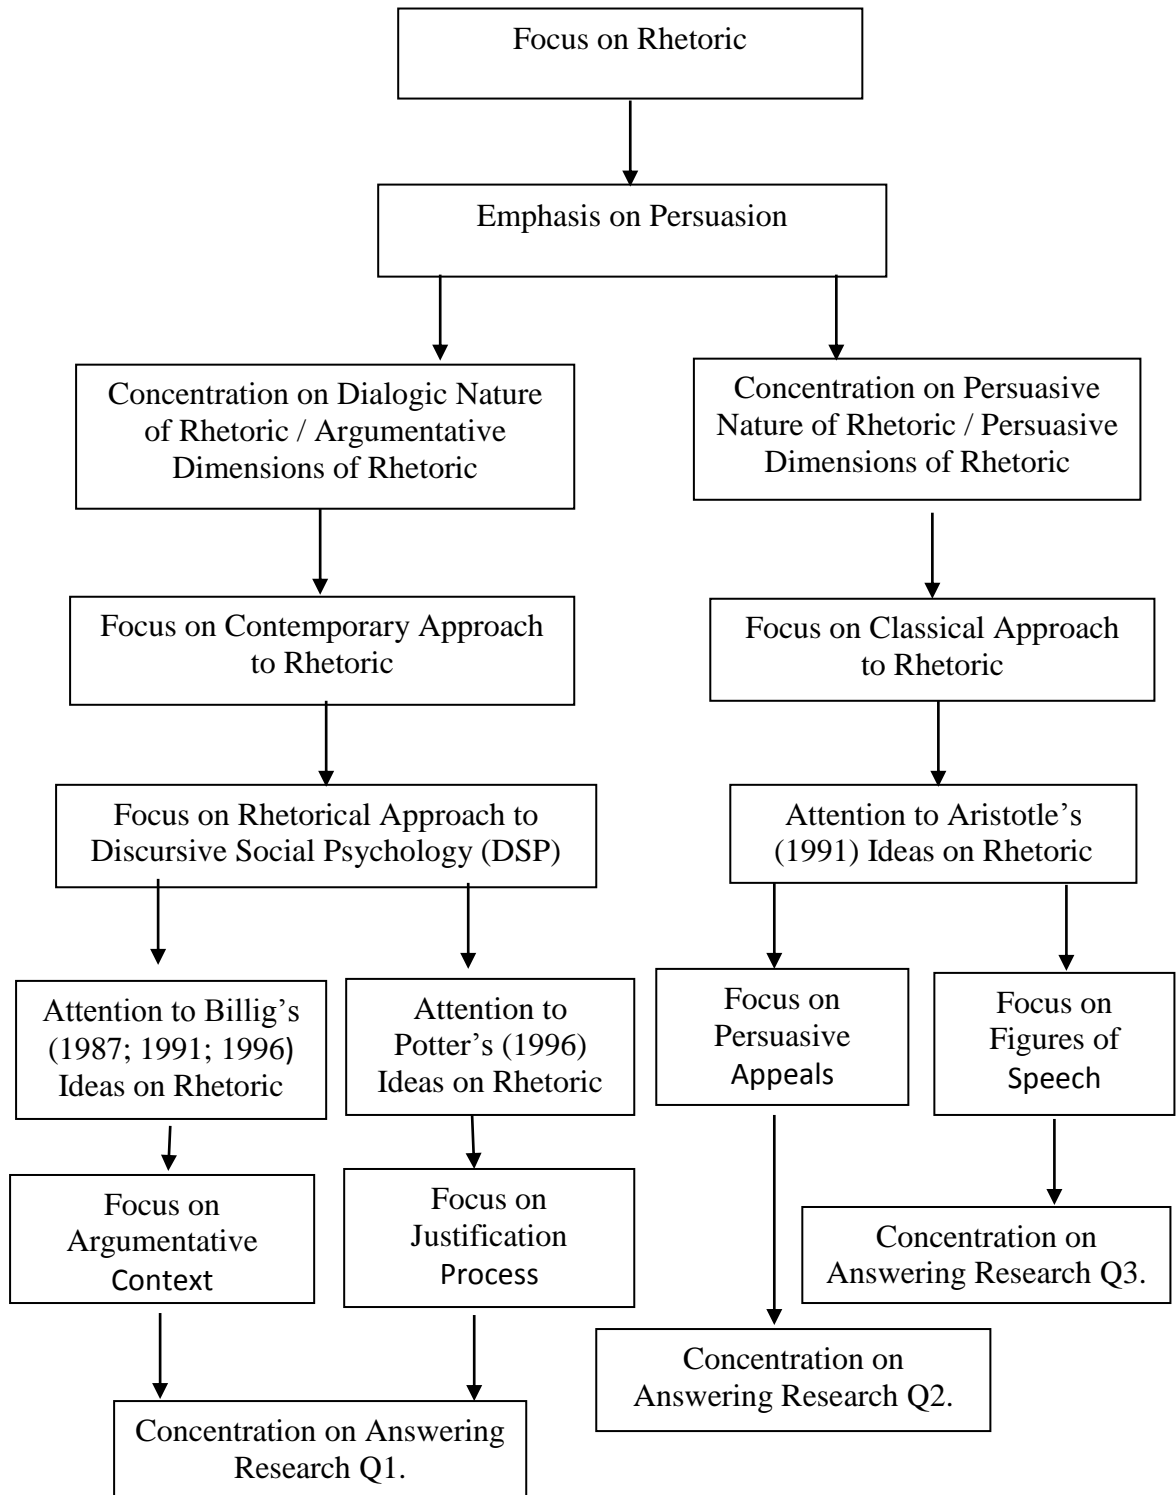 Focus on Rhetoric
Emphasis on Persuasion
Concentration on Dialogic Nature
of Rhetoric / Argumentative
Dimensions of Rhetoric
Concentration on Persuasive
Nature of Rhetoric / Persuasive
Dimensions of Rhetoric
Focus on Contemporary Approach
to Rhetoric
Focus on Classical Approach
to Rhetoric
Focus on Rhetorical Approach to
Discursive Social Psychology (DSP)
Attention to Aristotle’s
(1991) Ideas on Rhetoric
Attention to Billig’s
(1987; 1991; 1996)
Ideas on Rhetoric
Attention to
Potter’s (1996)
Ideas on Rhetoric
Focus on
Persuasive
Appeals
Focus on
Figures of
Speech
Focus on
Argumentative
Context
Focus on
Justification
Process
Concentration on
Answering Research Q3.
Concentration on
Answering Research Q2.
Concentration on Answering
Research Q1.